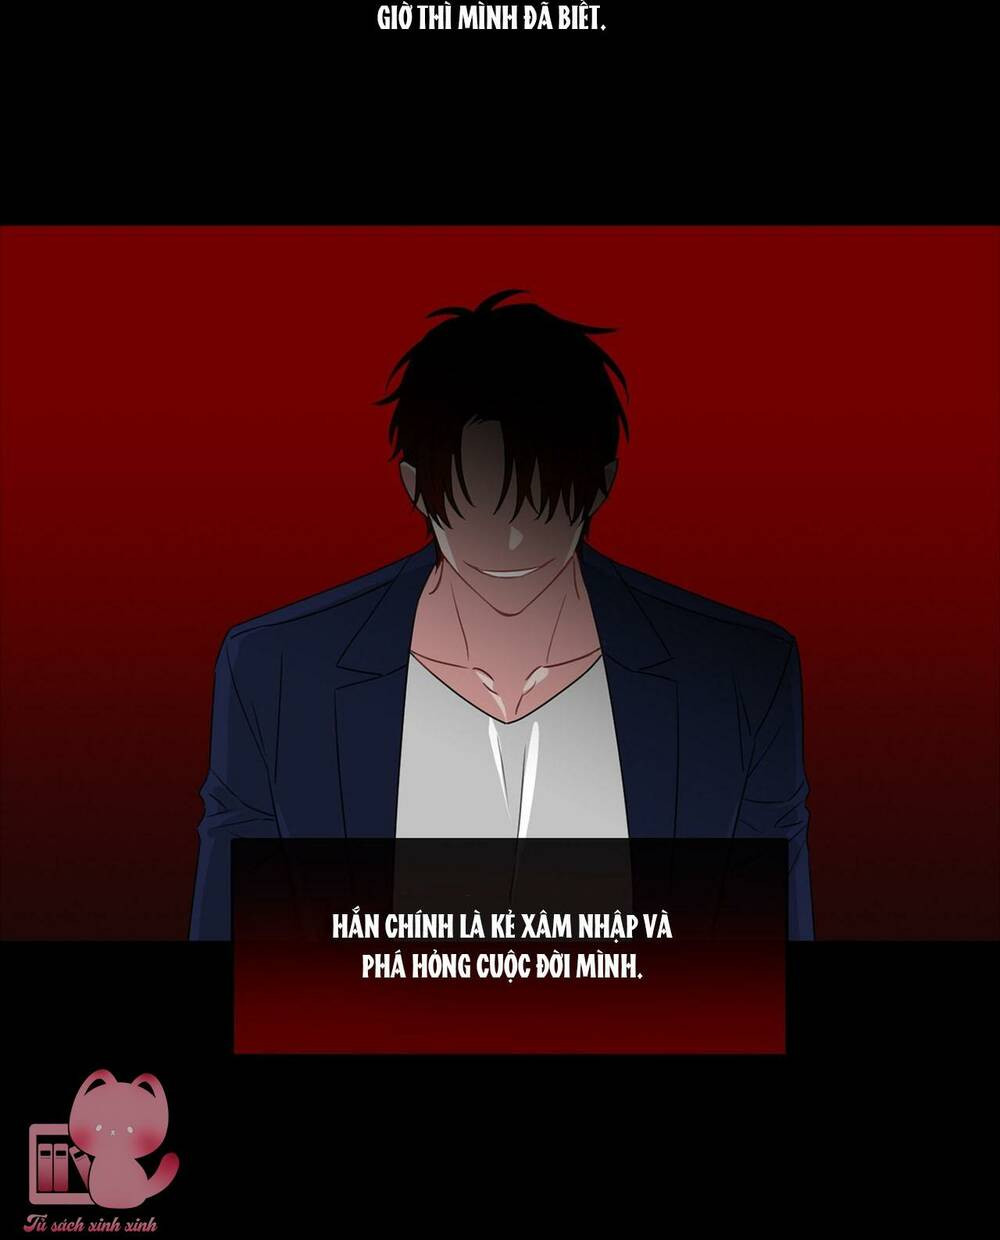 GIỜ THÌ MÌNH ĐÃ BIẾT.
HẮN CHÍNH LÀ KẺ XÂM NHẬP VÀ
PHÁ HỎNG CUỘC ĐỜI MÌNH.
Tủ sách xinh xinh